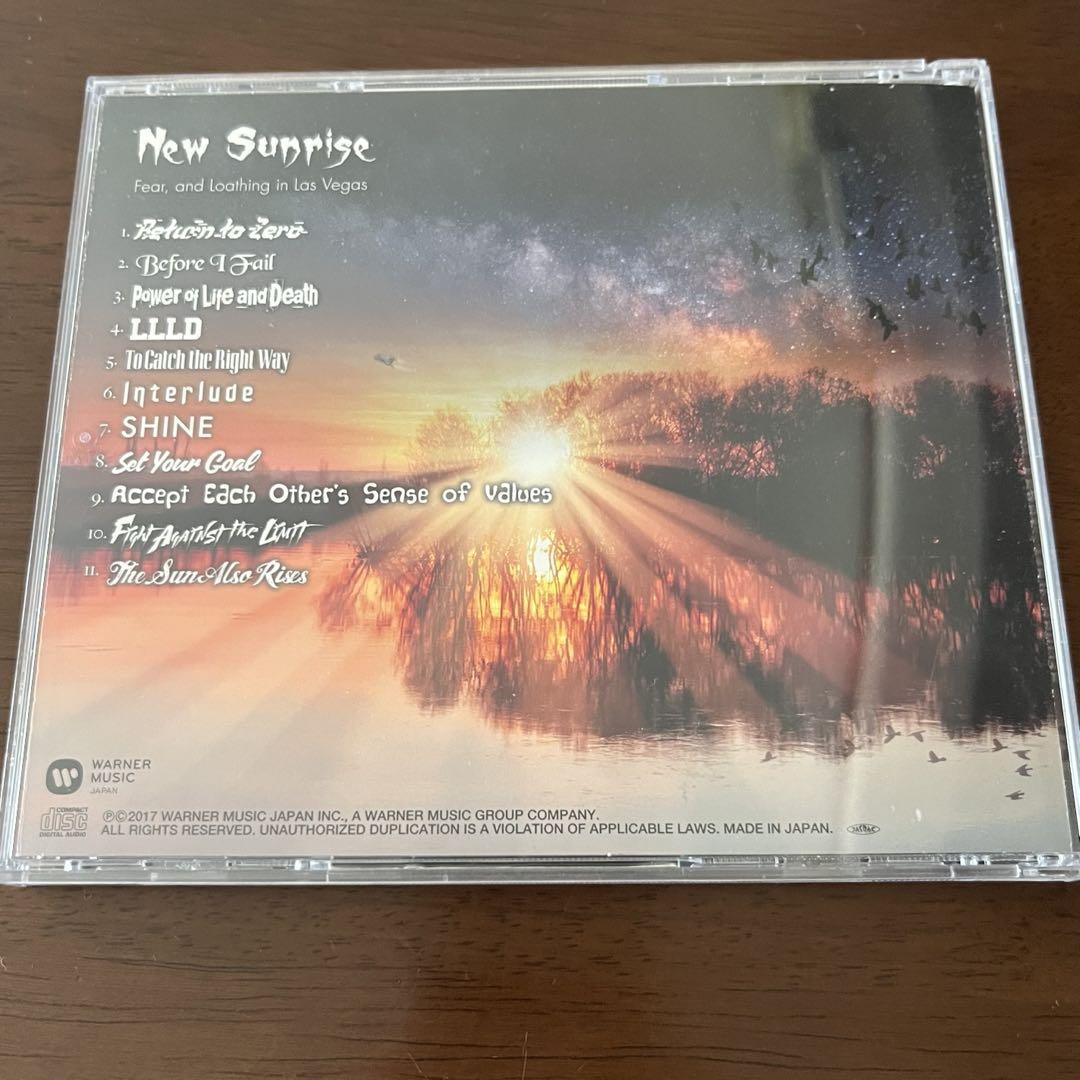 New Sunrise
Fear, and Loathing in Las Vegas
1. Return to Zero
2. Before I Fail
3. Power of Life and Death
4. LLLD
5. To Catch the Right Way
6. Interlude
7. SHINE
8. Set Your Goal
9. Accept Each Other's Sense of Values
10. Fight Against the Limit
11. The Sun Also Rises
WARNER
MUSIC
JAPAN
COMPACT
disc
DIGITAL AUDIO
ⓅⒸ2017 WARNER MUSIC JAPAN INC., A WARNER MUSIC GROUP COMPANY.
ALL RIGHTS RESERVED. UNAUTHORIZED DUPLICATION IS A VIOLATION OF APPLICABLE LAWS. MADE IN JAPAN.
JASRAC